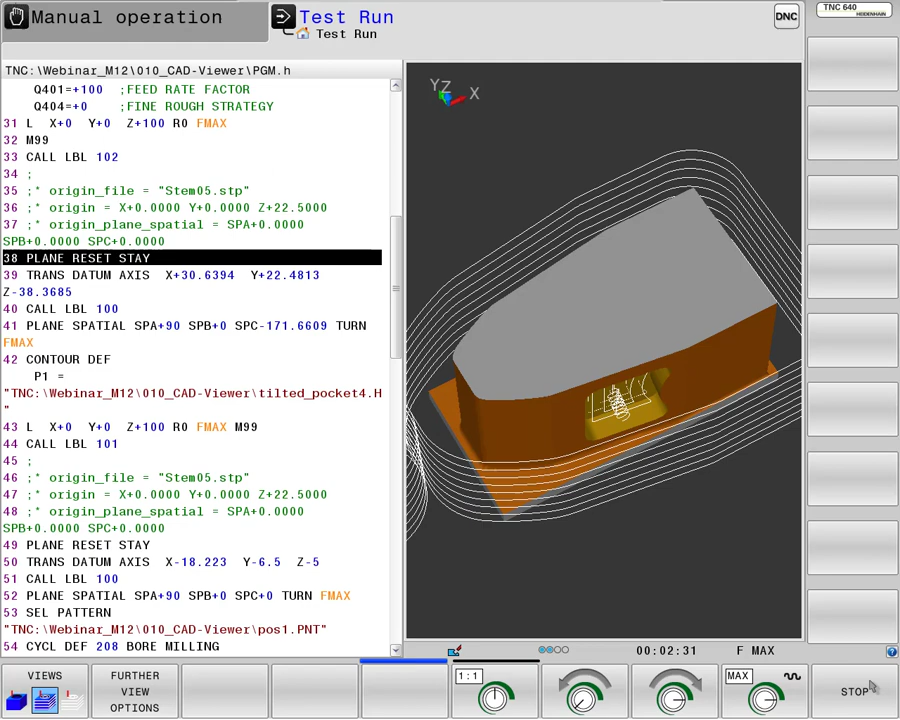 Manual operation
Test Run
Test Run
DNC
TNC 640
HEIDENHAIN
TNC:\Webinar_M12\010_CAD-Viewer\PGM.h
Q401=+100 ;FEED RATE FACTOR
Q404=+0 ;FINE ROUGH STRATEGY
31 L X+0 Y+0 Z+100 R0 FMAX
32 M99
33 CALL LBL 102
34 ;
35 ;* origin_file = "Stem05.stp"
36 ;* origin = X+0.0000 Y+0.0000 Z+22.5000
37 ;* origin_plane_spatial = SPA+0.0000
SPB+0.0000 SPC+0.0000
38 PLANE RESET STAY
39 TRANS DATUM AXIS X+30.6394 Y+22.4813
Z-38.3685
40 CALL LBL 100
41 PLANE SPATIAL SPA+90 SPB+0 SPC-171.6609 TURN
FMAX
42 CONTOUR DEF
P1 =
"TNC:\Webinar_M12\010_CAD-Viewer\tilted_pocket4.H
"
43 L X+0 Y+0 Z+100 R0 FMAX M99
44 CALL LBL 101
45 ;
46 ;* origin_file = "Stem05.stp"
47 ;* origin = X+0.0000 Y+0.0000 Z+22.5000
48 ;* origin_plane_spatial = SPA+0.0000
SPB+0.0000 SPC+0.0000
49 PLANE RESET STAY
50 TRANS DATUM AXIS X-18.223 Y-6.5 Z-5
51 CALL LBL 100
52 PLANE SPATIAL SPA+90 SPB+0 SPC+0 TURN FMAX
53 SEL PATTERN
"TNC:\Webinar_M12\010_CAD-Viewer\pos1.PNT"
54 CYCL DEF 208 BORE MILLING
Y Z X
00:02:31 F MAX
VIEWS
FURTHER
VIEW
OPTIONS
1:1
MAX
STOP